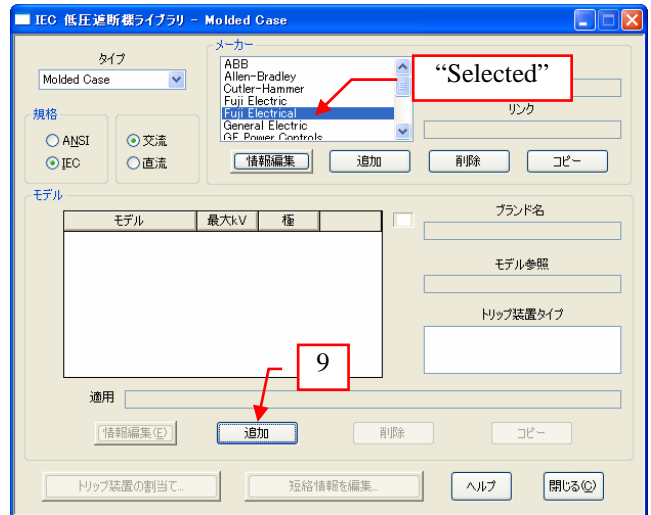 IEC 低圧遮断機ライブラリ - Molded Case
タイプ
Molded Case
規格
ANSI
IEC
交流
直流
メーカー
ABB
Allen-Bradley
Cutler-Hammer
Fuji Electric
Fuji Electrical
General Electric
GE Power Controls
“Selected”
リンク
情報編集
追加
削除
コピー
モデル
モデル 最大kV 極
ブランド名
モデル参照
トリップ装置タイプ
9
適用
情報編集(E)
追加
削除
コピー
トリップ装置の割当て...
短絡情報を編集...
ヘルプ
閉じる(C)